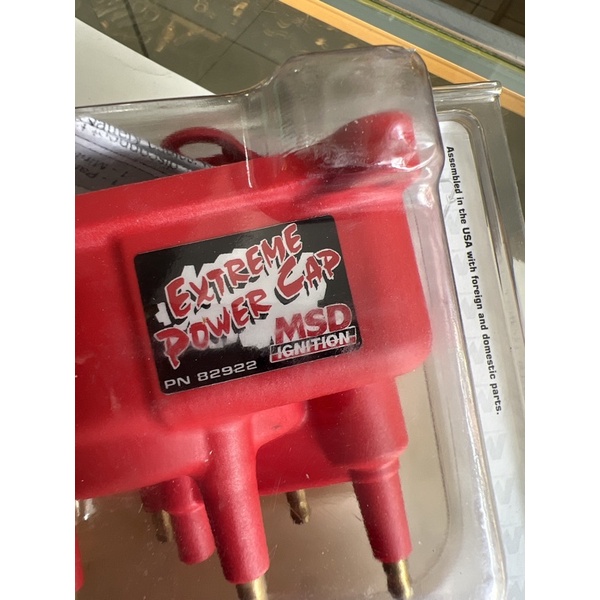 EXTREME
POWER CAP
MSD
IGNITION
PN 82922
Assembled in the USA with foreign and domestic parts.